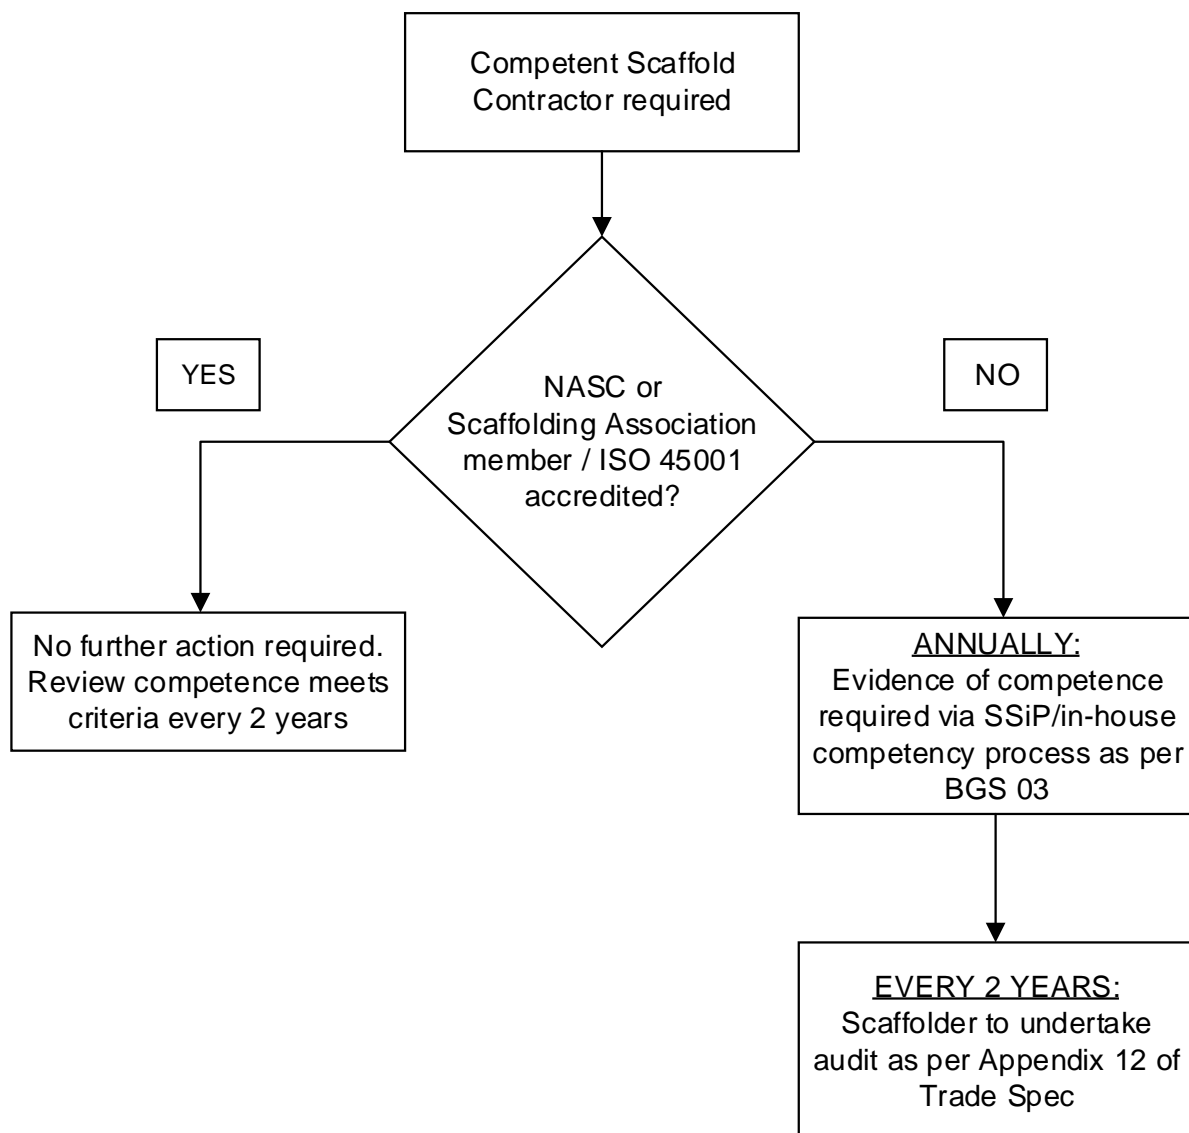 Competent Scaffold
Contractor required
YES
NO
NASC or
Scaffolding Association
member / ISO 45001
accredited?
No further action required.
Review competence meets
criteria every 2 years
ANNUALLY:
Evidence of competence
required via SSiP/in-house
competency process as per
BGS 03
EVERY 2 YEARS:
Scaffolder to undertake
audit as per Appendix 12 of
Trade Spec